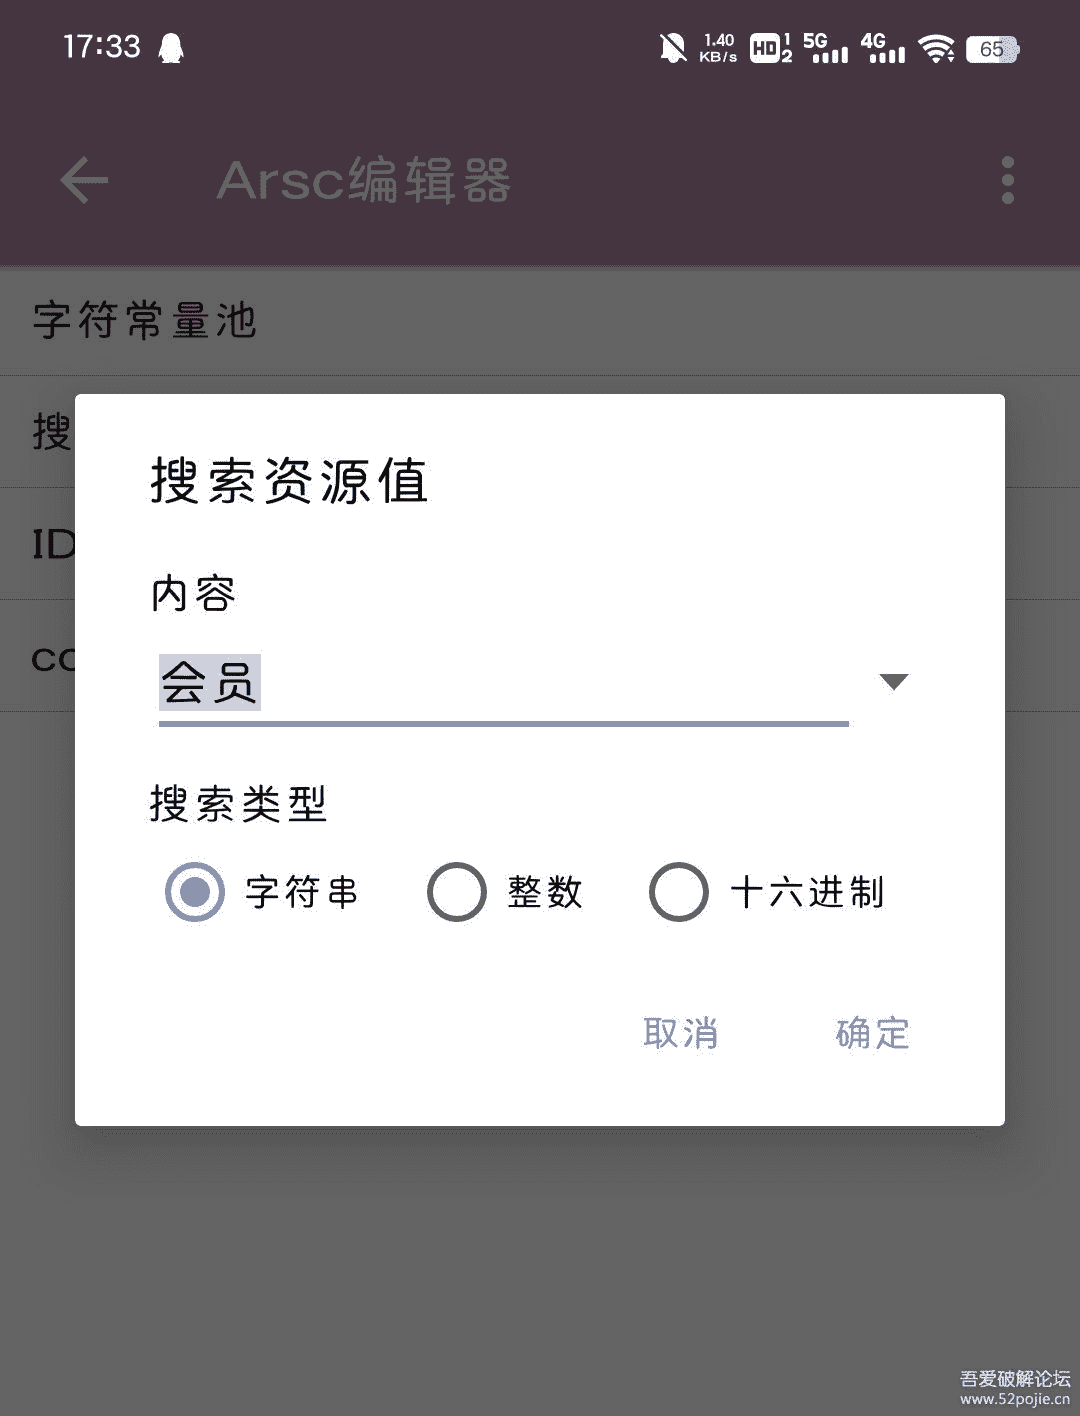 17:33 1.40 KB/s HD 1 2 5G 4G 65
Arsc编辑器
字符常量池
搜
ID
搜索资源值
内容
会员
搜索类型
字符串 整数 十六进制
取消 确定
吾爱破解论坛
www.52pojie.cn